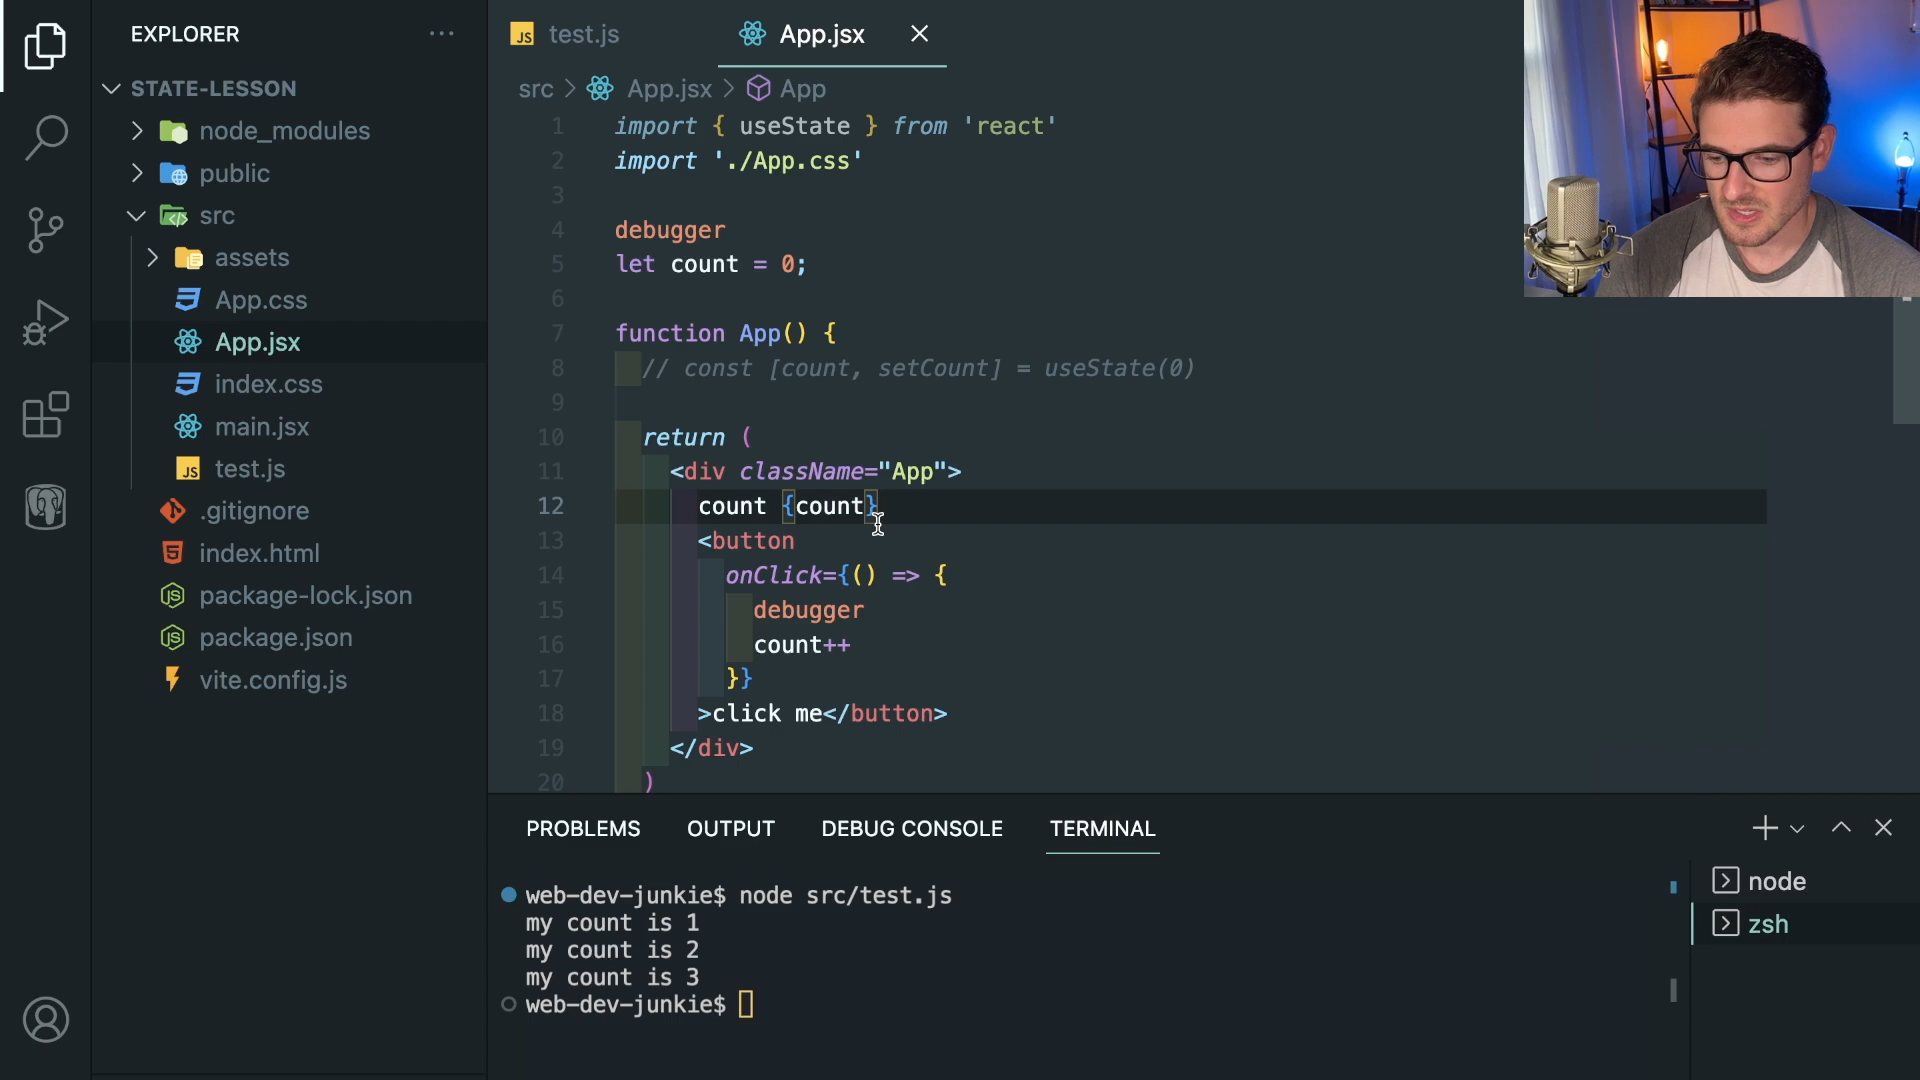 EXPLORER
STATE-LESSON
node_modules
public
src
assets
App.css
App.jsx
index.css
main.jsx
test.js
.gitignore
index.html
package-lock.json
package.json
vite.config.js
JS test.js
App.jsx
src > App.jsx > App
1 import { useState } from 'react'
2 import './App.css'
3
4 debugger
5 let count = 0;
6
7 function App() {
8 // const [count, setCount] = useState(0)
9
10 return (
11 <div className="App">
12 count {count}
13 <button
14 onClick={() => {
15 debugger
16 count++
17 }}
18 >click me</button>
19 </div>
20 )
PROBLEMS OUTPUT DEBUG CONSOLE TERMINAL
web-dev-junkie$ node src/test.js
my count is 1
my count is 2
my count is 3
web-dev-junkie$
node
zsh